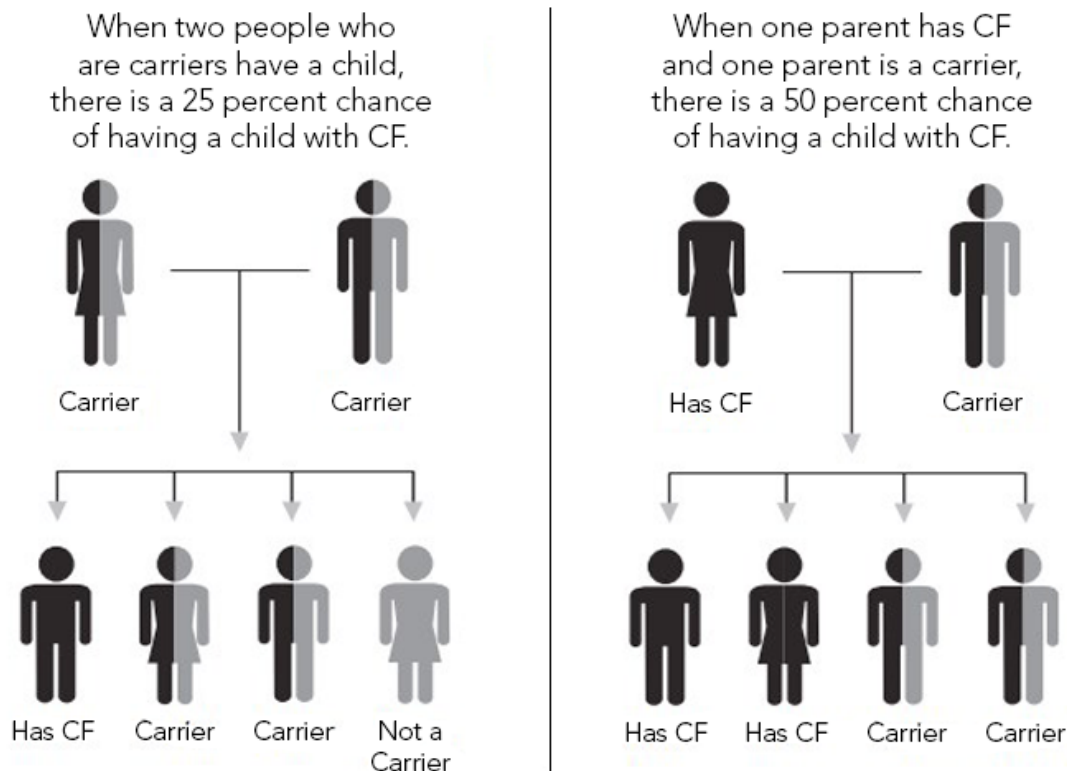 When two people who
are carriers have a child,
there is a 25 percent chance
of having a child with CF.
Carrier
Carrier
Has CF
Carrier
Carrier
Not a
Carrier
When one parent has CF
and one parent is a carrier,
there is a 50 percent chance
of having a child with CF.
Has CF
Carrier
Has CF
Has CF
Carrier
Carrier